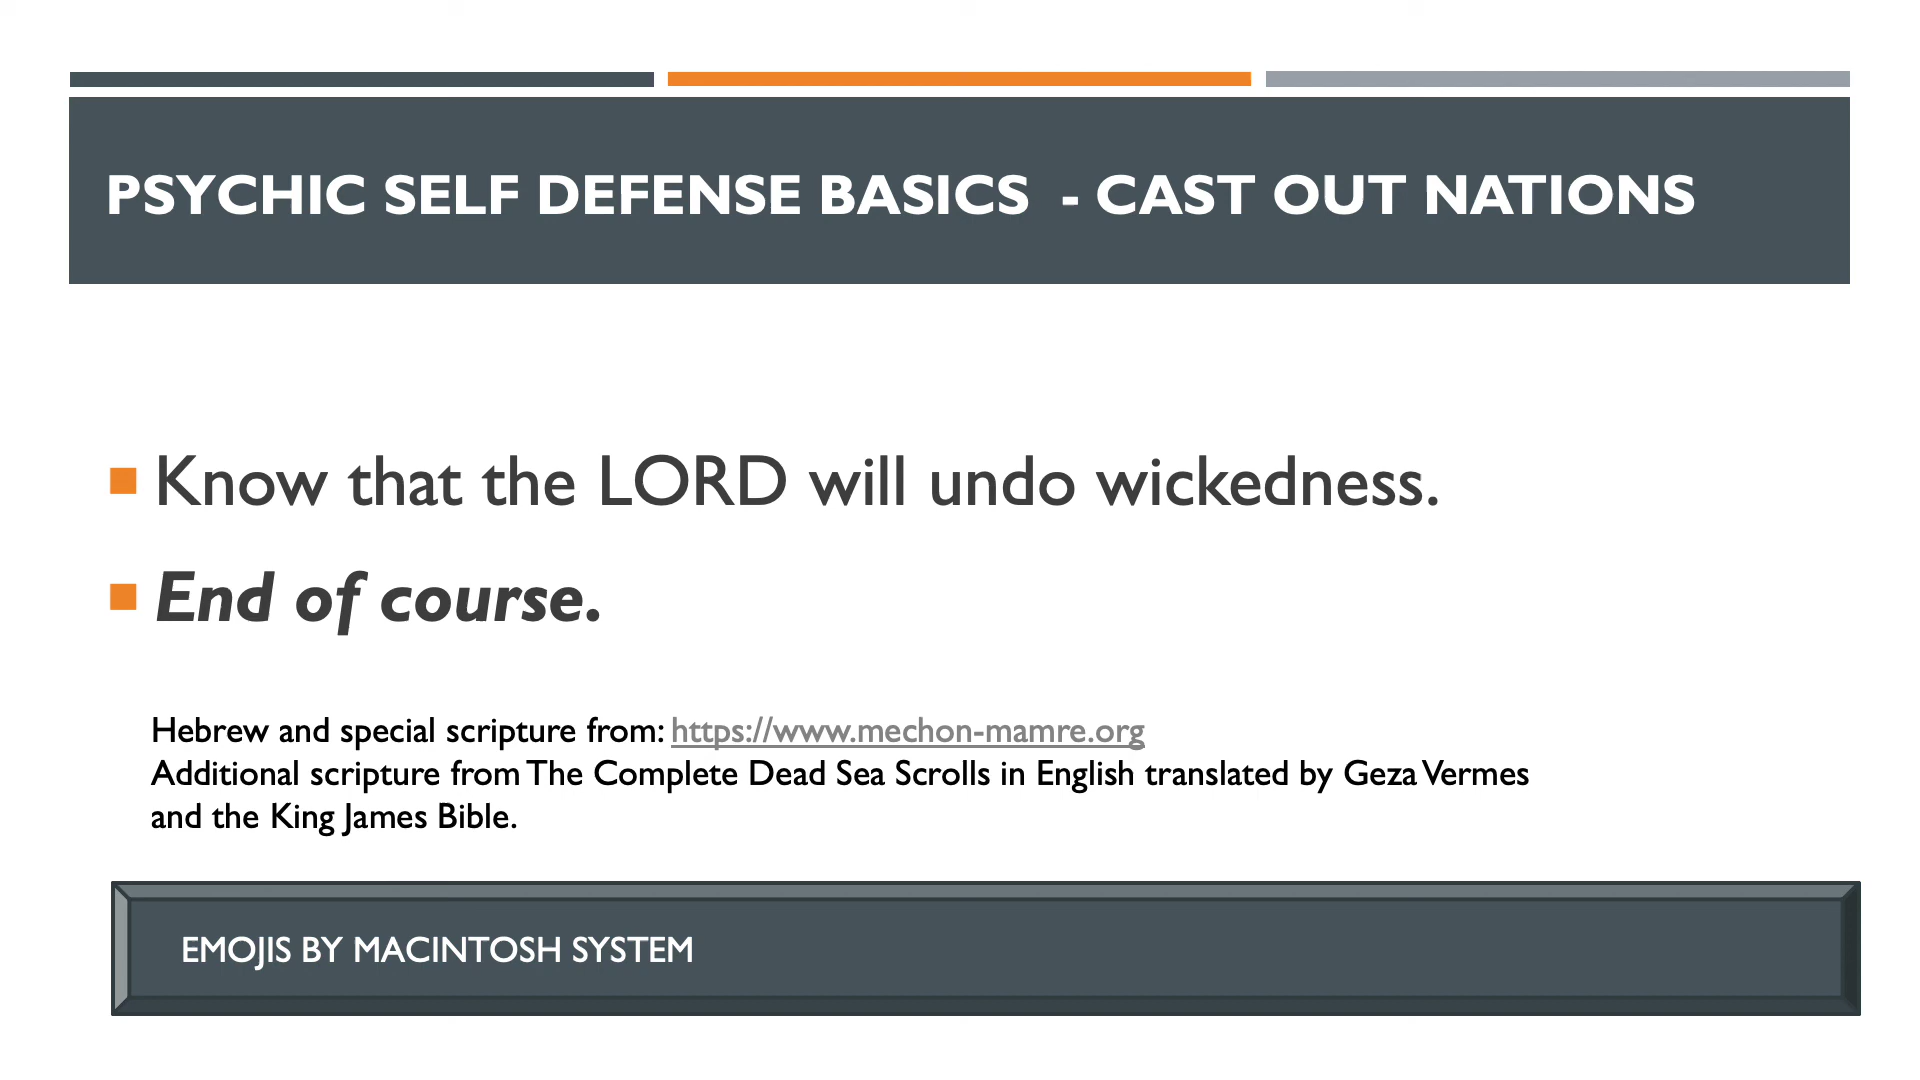 PSYCHIC SELF DEFENSE BASICS - CAST OUT NATIONS
Know that the LORD will undo wickedness.
End of course.
Hebrew and special scripture from: https://www.mechon-mamre.org
Additional scripture from The Complete Dead Sea Scrolls in English translated by Geza Vermes
and the King James Bible.
EMOJIS BY MACINTOSH SYSTEM